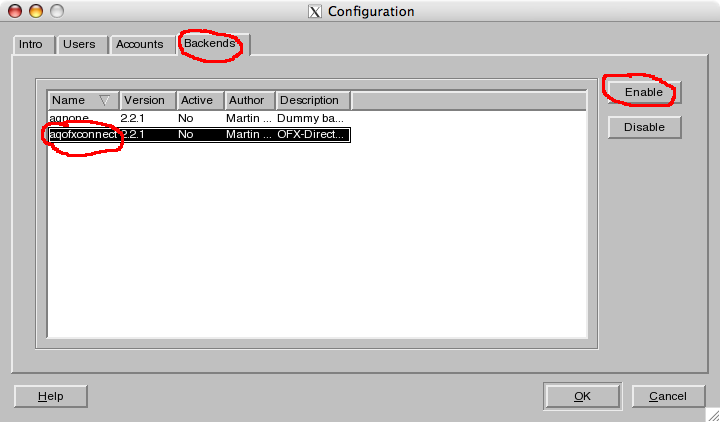 Configuration
Intro Users Accounts Backends
Name Version Active Author Description
aqnone 2.2.1 No Martin ... Dummy ba...
aqofxconnect 2.2.1 No Martin ... OFX-Direct...
Enable
Disable
Help OK Cancel